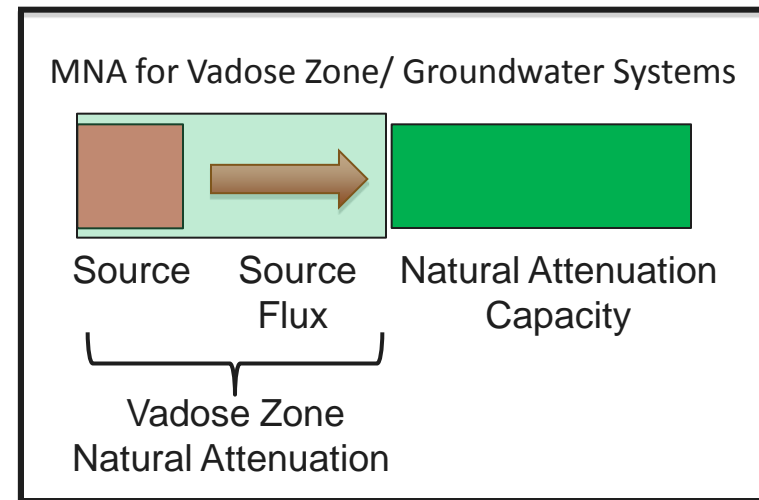 MNA for Vadose Zone/ Groundwater Systems
Source
Source
Flux
Natural Attenuation
Capacity
Vadose Zone
Natural Attenuation